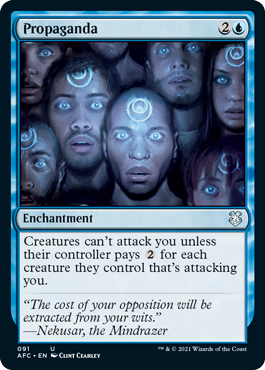 Propaganda 2
Enchantment
Creatures can't attack you unless
their controller pays 2 for each
creature they control that's attacking
you.
“The cost of your opposition will be
extracted from your wits.”
—Nekusar, the Mindrazer
091 U
AFC • EN CLINT CEARLEY
™ & © 2021 Wizards of the Coast